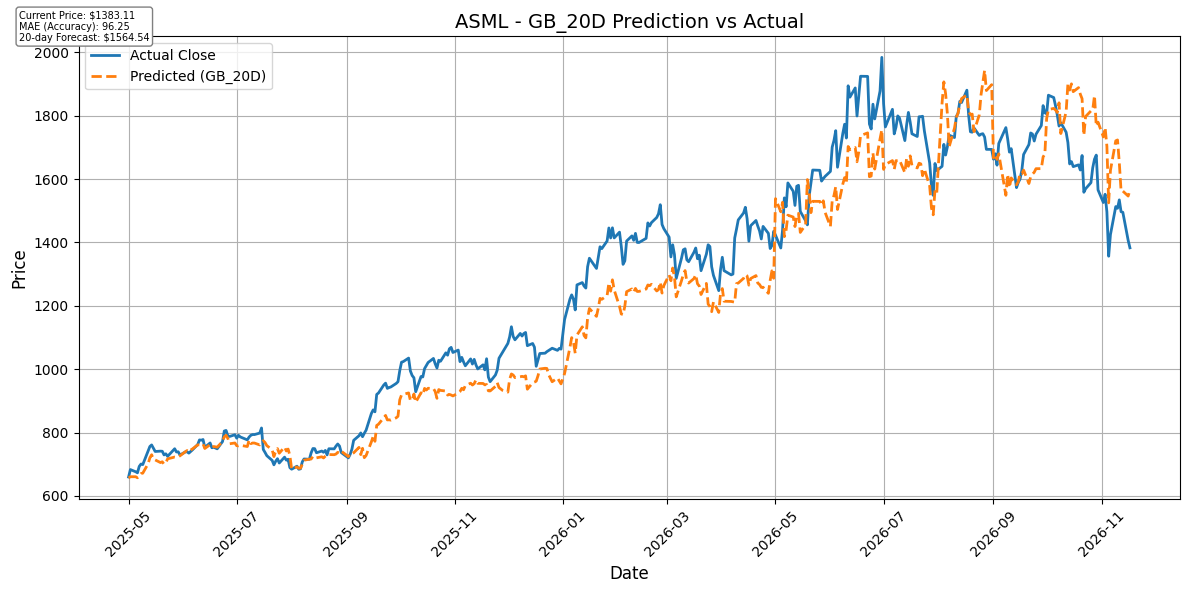 ASML - GB_20D Prediction vs Actual
Current Price: $1383.11
MAE (Accuracy): 96.25
20-day Forecast: $1564.54
Actual Close
Predicted (GB_20D)
Price
2000
1800
1600
1400
1200
1000
800
600
2025-05
2025-07
2025-09
2025-11
2026-01
2026-03
2026-05
2026-07
2026-09
2026-11
Date